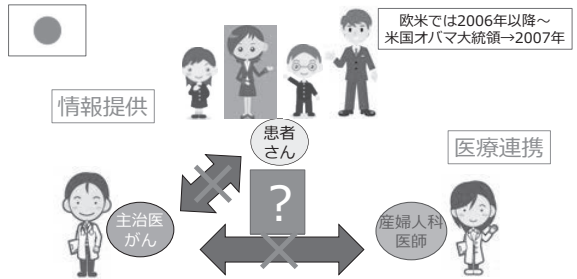 欧米では2006年以降～
米国オバマ大統領→2007年
情報提供
患者
さん
医療連携
?
主治医
がん
産婦人科
医師